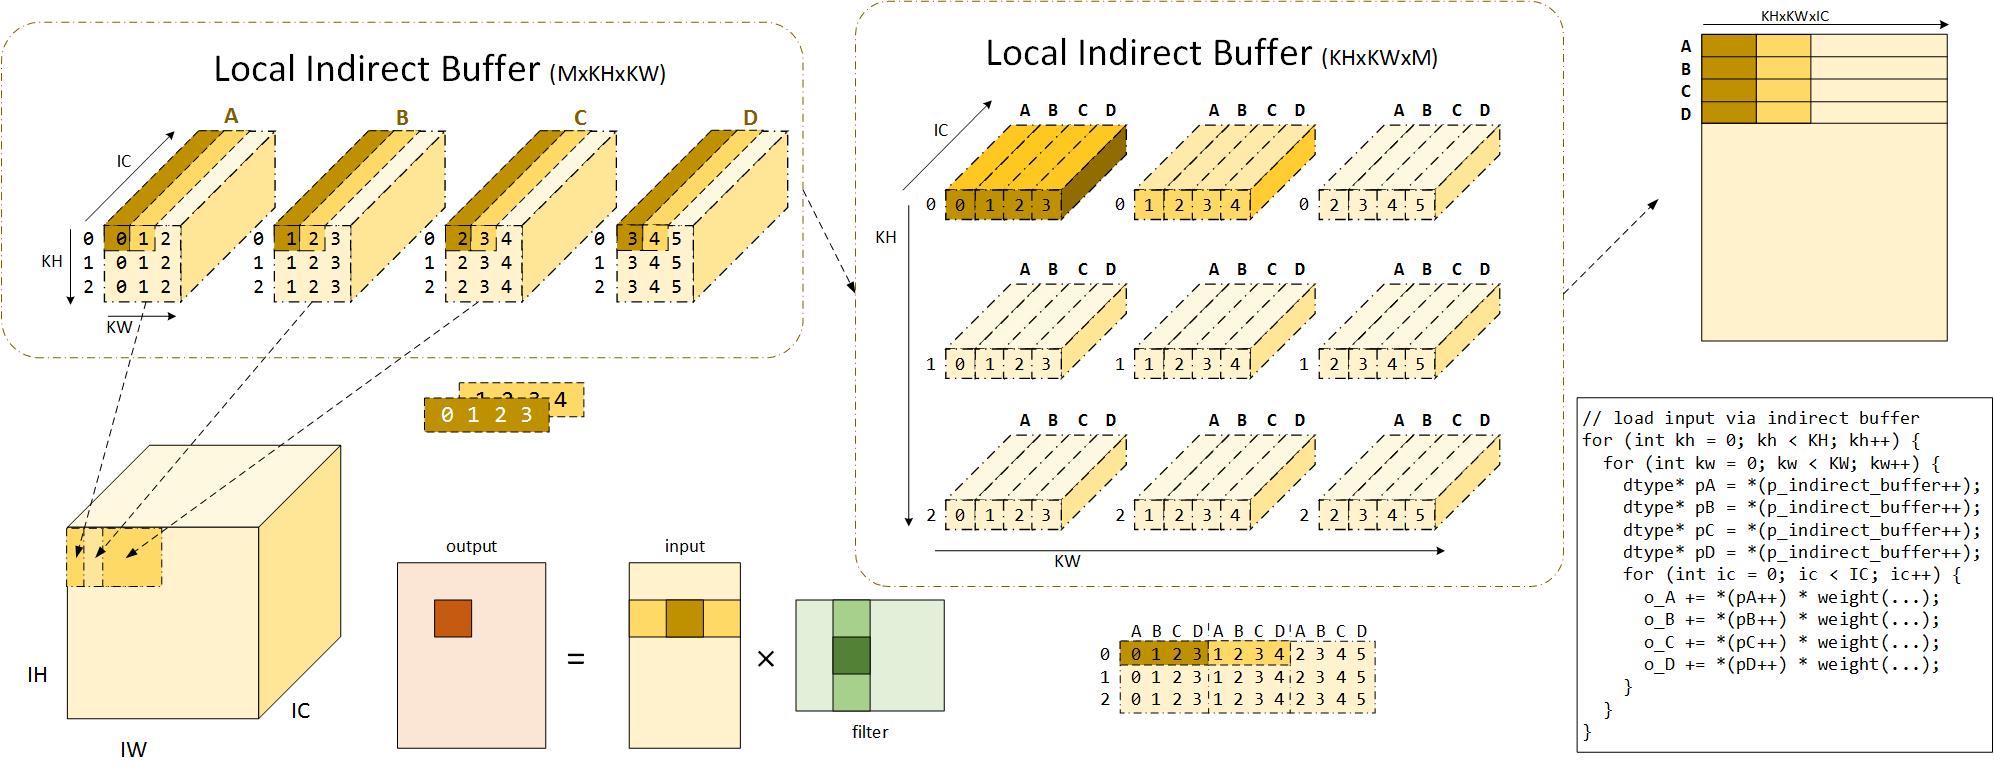 Local Indirect Buffer (MxKHxKW)
A B C D
IC
0 0 1 2 0 1 2 3 0 2 3 4 0 3 4 5
KH
1 0 1 2 1 1 2 3 1 2 3 4 1 3 4 5
2 0 1 2 2 1 2 3 2 2 3 4 2 3 4 5
KW
1 2 3 4
0 1 2 3
IH
IW
IC
output
=
input
×
filter
Local Indirect Buffer (KHxKWxM)
IC
A B C D A B C D A B C D
0 0 1 2 3 0 1 2 3 4 0 2 3 4 5
KH
A B C D A B C D A B C D
1 0 1 2 3 1 1 2 3 4 1 2 3 4 5
A B C D A B C D A B C D
2 0 1 2 3 2 1 2 3 4 2 2 3 4 5
KW
A B C D A B C D A B C D
0 0 1 2 3 1 2 3 4 2 3 4 5
1 0 1 2 3 1 2 3 4 2 3 4 5
2 0 1 2 3 1 2 3 4 2 3 4 5
KHxKWxIC
A
B
C
D
// load input via indirect buffer
for (int kh = 0; kh < KH; kh++) {
for (int kw = 0; kw < KW; kw++) {
dtype* pA = *(p_indirect_buffer++);
dtype* pB = *(p_indirect_buffer++);
dtype* pC = *(p_indirect_buffer++);
dtype* pD = *(p_indirect_buffer++);
for (int ic = 0; ic < IC; ic++) {
o_A += *(pA++) * weight(...);
o_B += *(pB++) * weight(...);
o_C += *(pC++) * weight(...);
o_D += *(pD++) * weight(...);
}
}
}